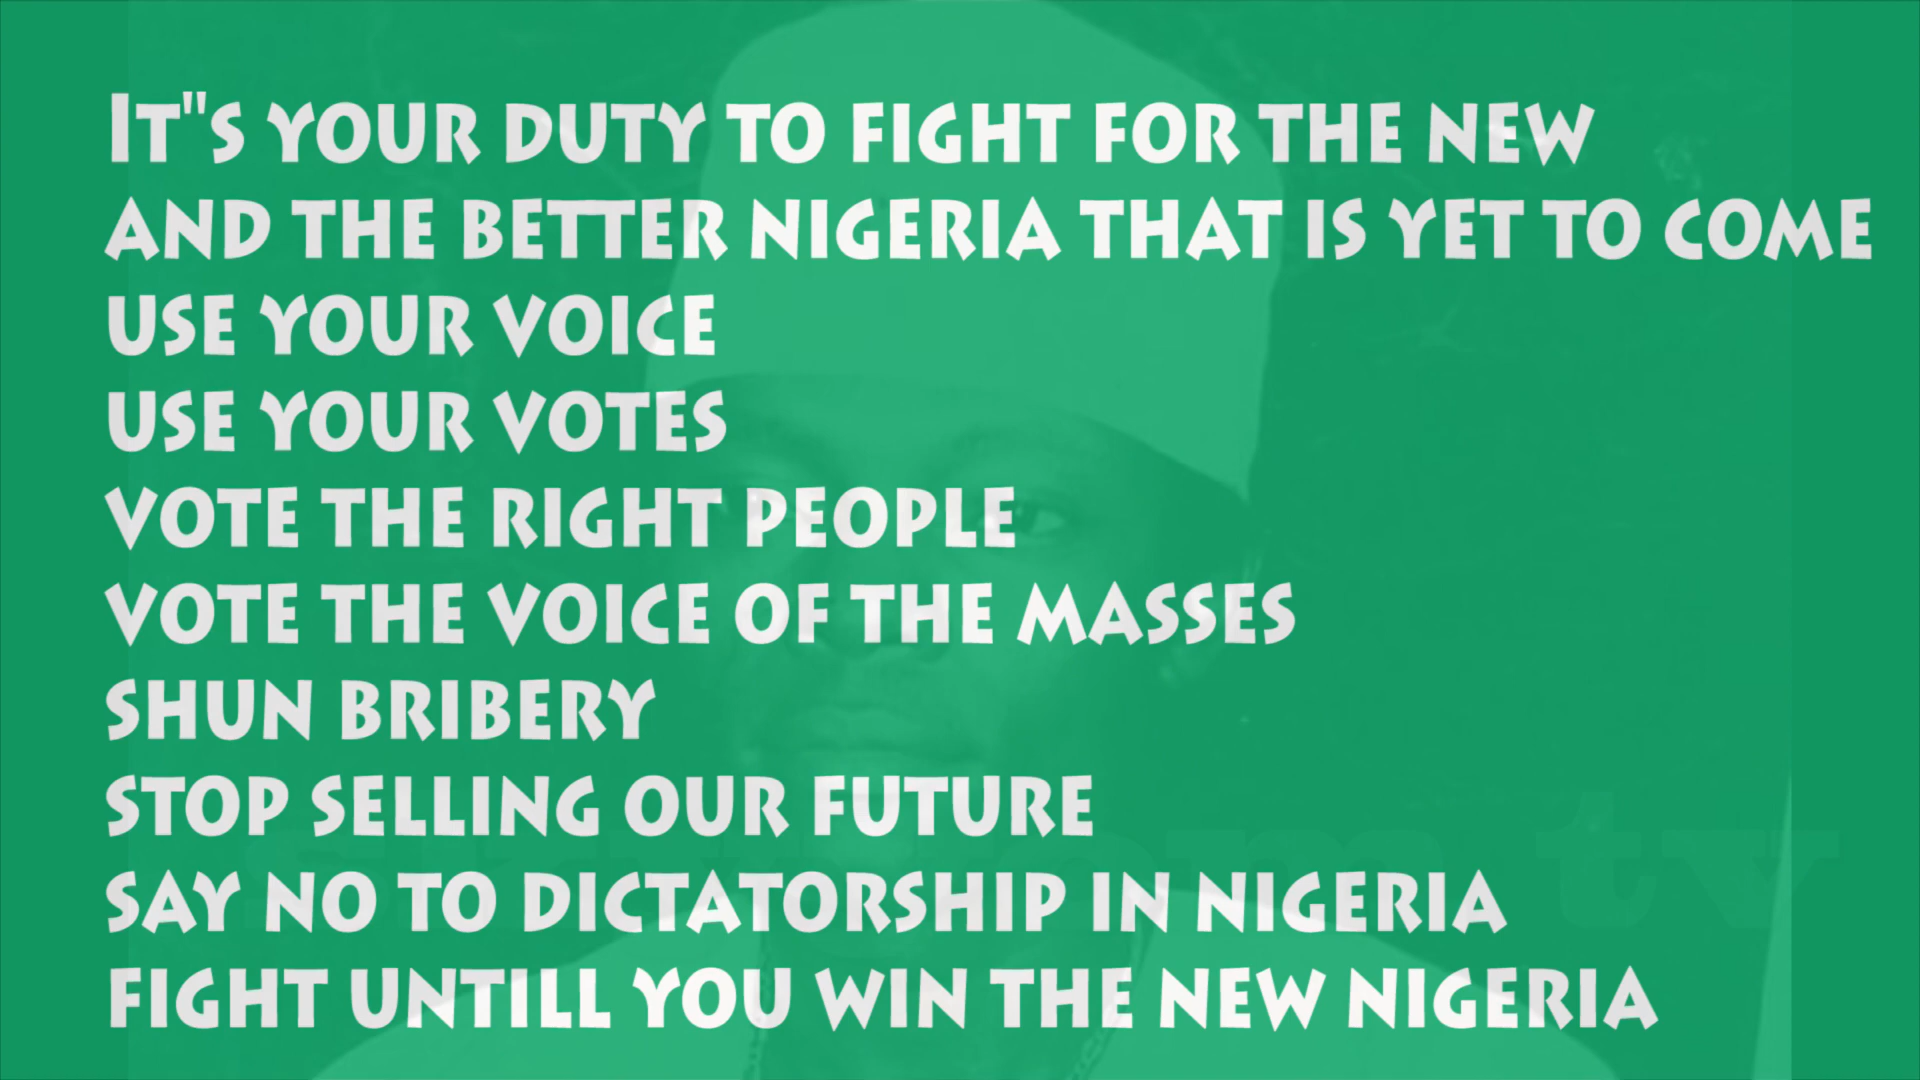 It"s your duty to fight for the new
and the better Nigeria that is yet to come
use your voice
use your votes
vote the right people
vote the voice of the masses
shun bribery
stop selling our future
say no to dictatorship in nigeria
fight untill you win the new nigeria
tv